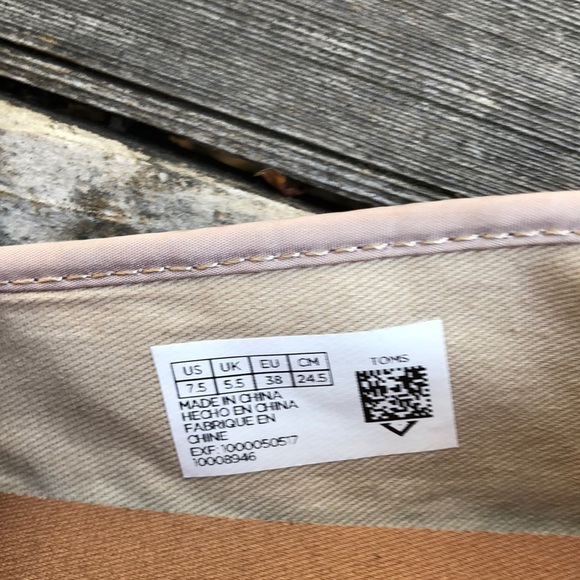 US UK EU CM
7.5 5.5 38 24.5
MADE IN CHINA
HECHO EN CHINA
FABRIQUE EN
CHINE
EXF: 1000050517
10008946
TOMS